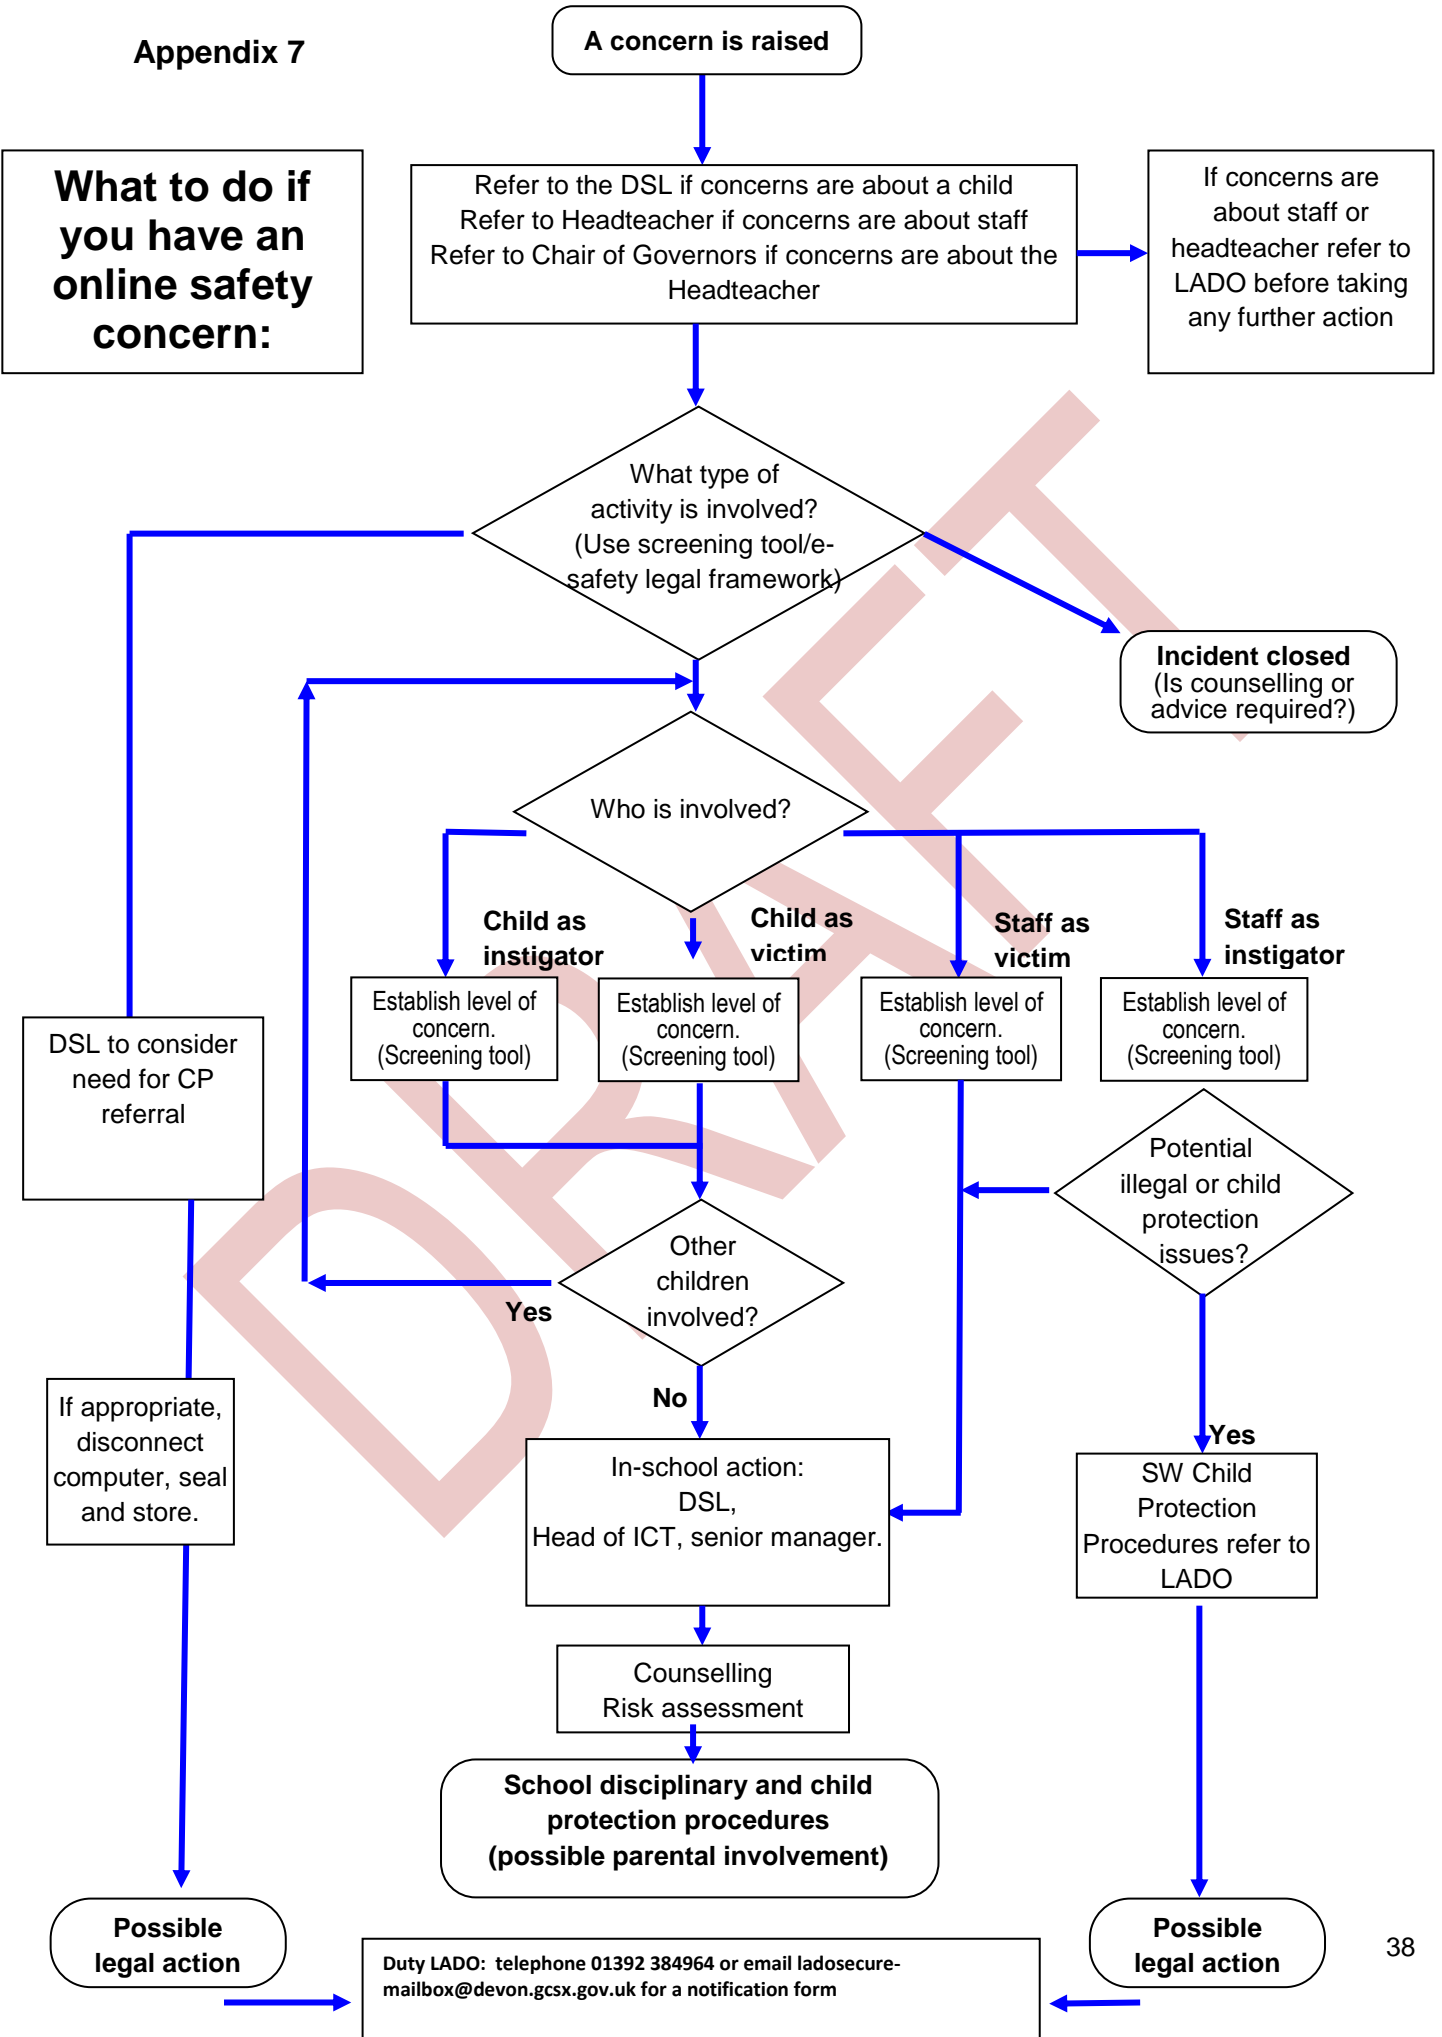 Appendix 7
A concern is raised
What to do if
you have an
online safety
concern:
Refer to the DSL if concerns are about a child
Refer to Headteacher if concerns are about staff
Refer to Chair of Governors if concerns are about the
Headteacher
If concerns are
about staff or
headteacher refer to
LADO before taking
any further action
What type of
activity is involved?
(Use screening tool/e-
safety legal framework)
Incident closed
(Is counselling or
advice required?)
Who is involved?
Child as
instigator
Child as
victim
Staff as
victim
Staff as
instigator
Establish level of
concern.
(Screening tool)
Establish level of
concern.
(Screening tool)
Establish level of
concern.
(Screening tool)
Establish level of
concern.
(Screening tool)
DSL to consider
need for CP
referral
Potential
illegal or child
protection
issues?
Other
children
involved?
Yes
No
If appropriate,
disconnect
computer, seal
and store.
In-school action:
DSL,
Head of ICT, senior manager.
Yes
SW Child
Protection
Procedures refer to
LADO
Counselling
Risk assessment
School disciplinary and child
protection procedures
(possible parental involvement)
Possible
legal action
Possible
legal action
Duty LADO: telephone 01392 384964 or email ladosecure-
mailbox@devon.gcsx.gov.uk for a notification form
38
DRAFT